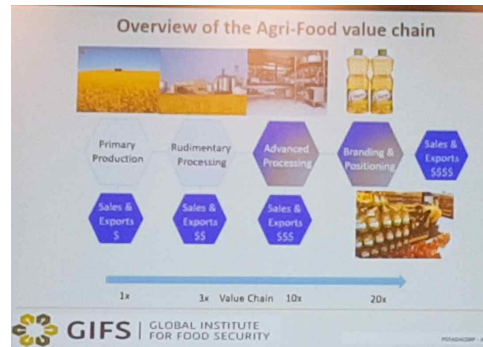 Overview of the Agri-Food value chain
Primary
Production
Rudimentary
Processing
Advanced
Processing
Branding &
Positioning
Sales &
Exports
$$$$
Sales &
Exports
$
Sales &
Exports
$$
Sales &
Exports
$$$
1x
3x
Value Chain
10x
20x
GIFS
GLOBAL INSTITUTE
FOR FOOD SECURITY